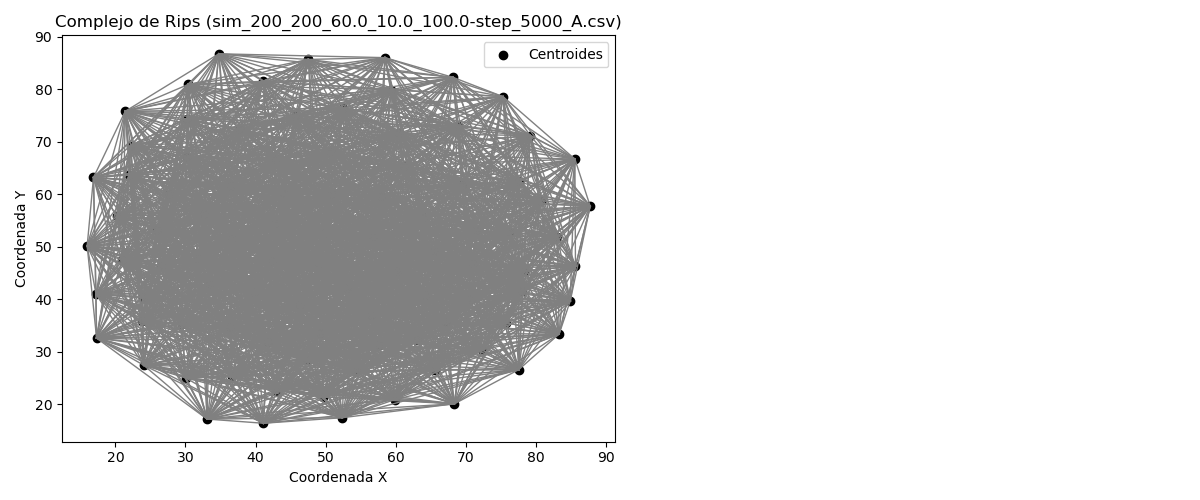 Complejo de Rips (sim_200_200_60.0_10.0_100.0-step_5000_A.csv)
Centroides
90
80
70
60
50
40
30
20
Coordenada Y
20 30 40 50 60 70 80 90
Coordenada X